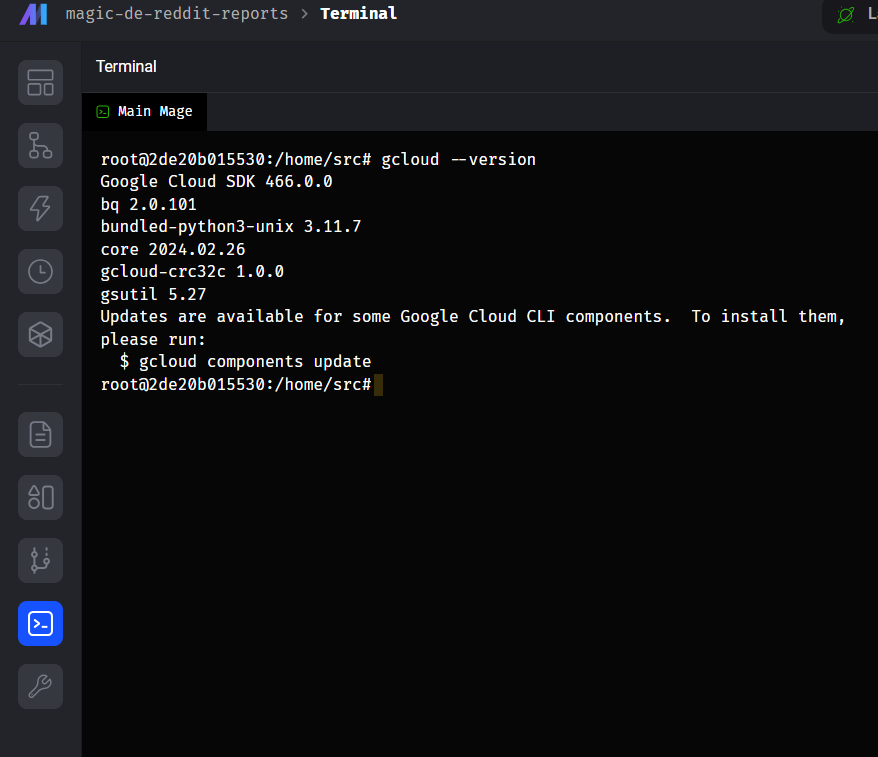 magic-de-reddit-reports > Terminal
Terminal
Main Mage
root@2de20b015530:/home/src# gcloud --version
Google Cloud SDK 466.0.0
bq 2.0.101
bundled-python3-unix 3.11.7
core 2024.02.26
gcloud-crc32c 1.0.0
gsutil 5.27
Updates are available for some Google Cloud CLI components.  To install them,
please run:
  $ gcloud components update
root@2de20b015530:/home/src#